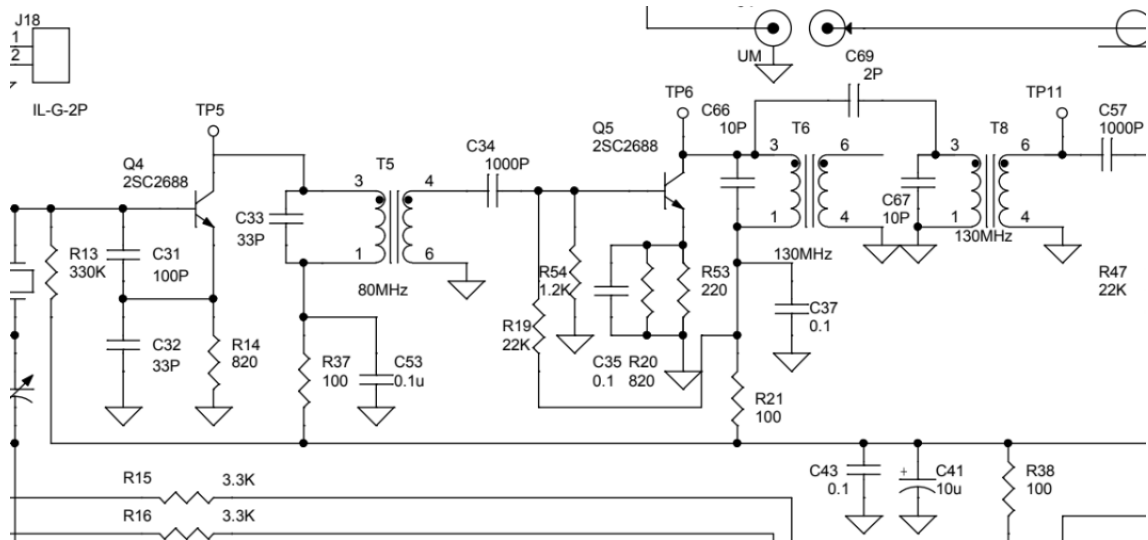 J18
1
2
IL-G-2P
UM
C69
2P
TP5
TP6
C66
10P
TP11
C57
1000P
Q4
2SC2688
C34
1000P
Q5
2SC2688
T5
T6
T8
3
4
1
6
3
6
1
4
3
6
1
4
C33
33P
80MHz
C67
10P
130MHz
130MHz
R13
330K
C31
100P
R54
1.2K
R53
220
R47
22K
C32
33P
R14
820
R37
100
C53
0.1u
R19
22K
C35
0.1
R20
820
C37
0.1
R21
100
R15
3.3K
R16
3.3K
C43
0.1
+
C41
10u
R38
100